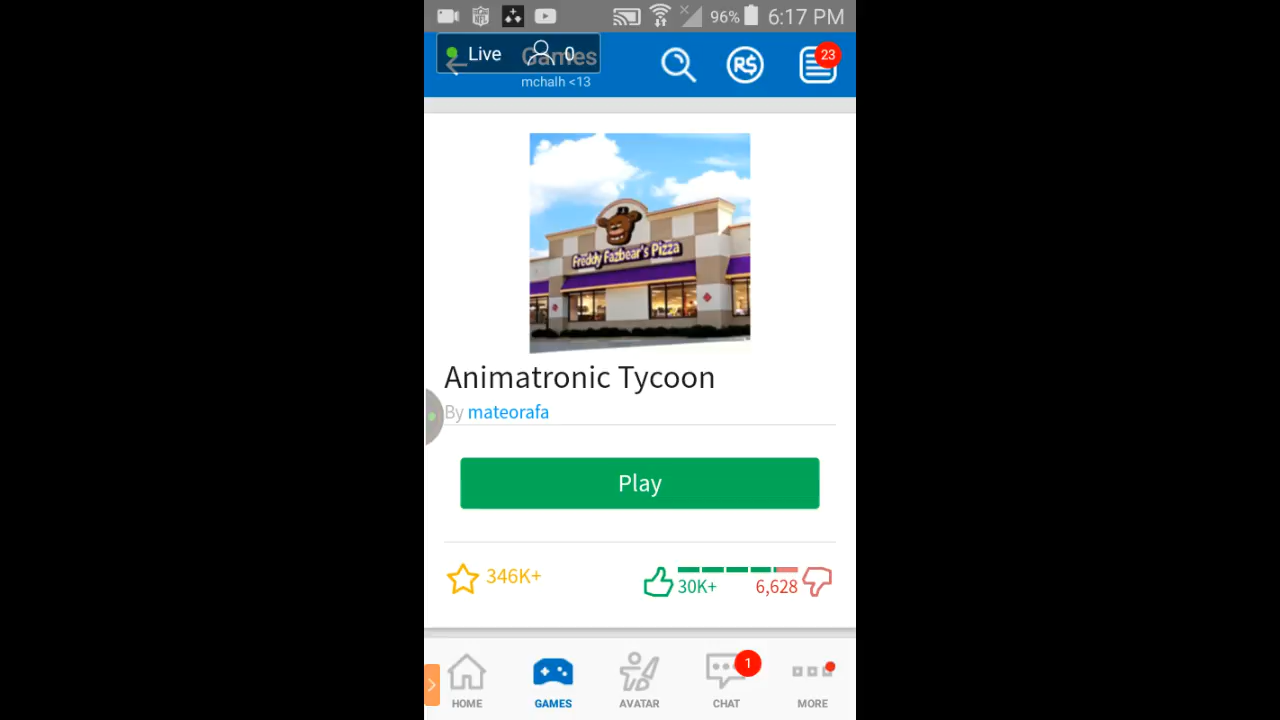 96% 6:17 PM
Live 0
Games
mchalh <13
R$
23
Freddy Fazbear's Pizza
Animatronic Tycoon
By mateorafa
Play
346K+
30K+
6,628
1
HOME
GAMES
AVATAR
CHAT
MORE